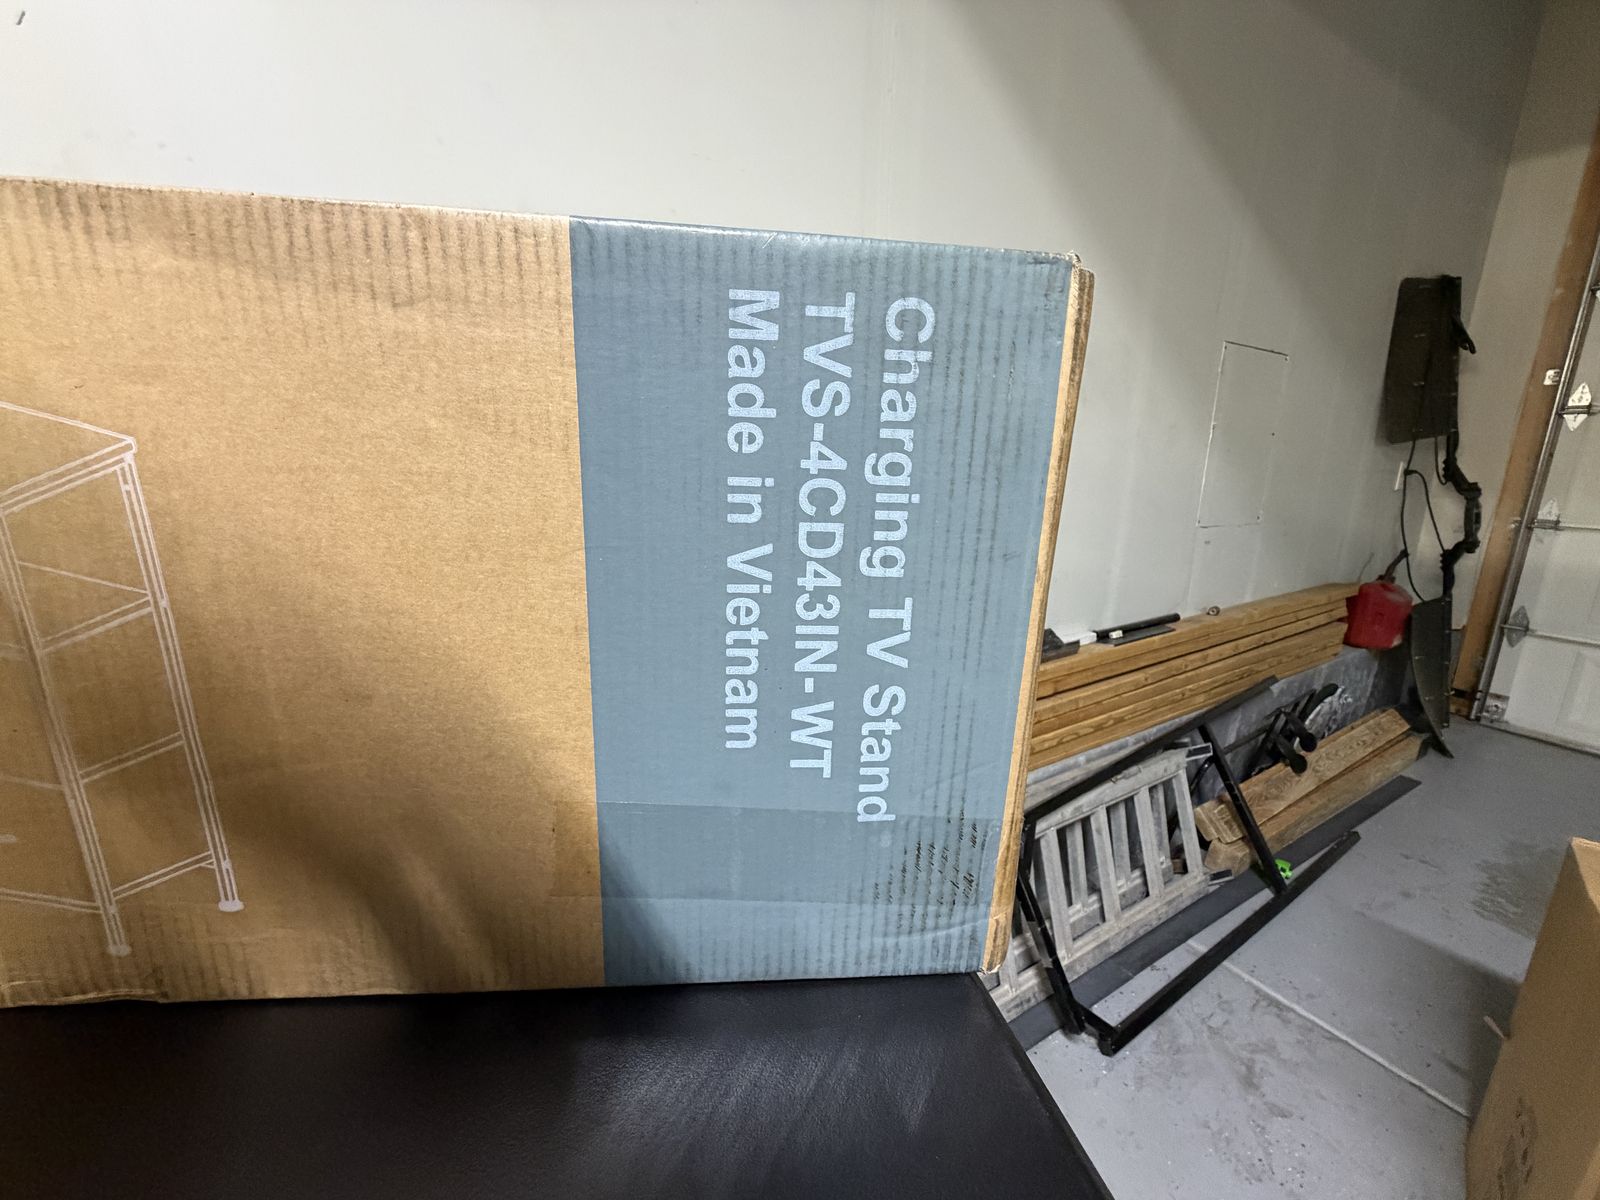 Charging TV Stand
TVS-4CD43IN-WT
Made in Vietnam